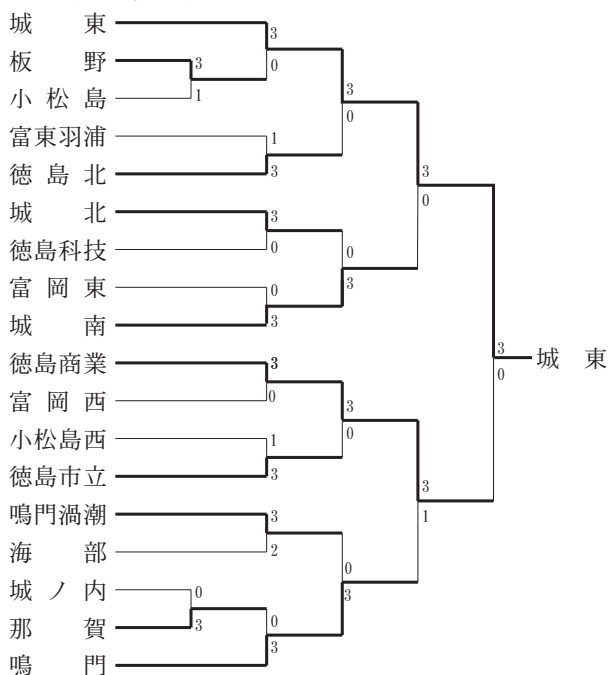 城東
3
板野
3
0
小松島
1
3
0
富東羽浦
1
徳島北
3
3
0
城北
3
徳島科技
0
0
富岡東
0
3
城南
3
徳島商業
3
3
0
城東
富岡西
0
3
0
小松島西
1
徳島市立
3
3
1
鳴門渦潮
3
海部
2
0
城ノ内
0
3
那賀
3
0
鳴門
3